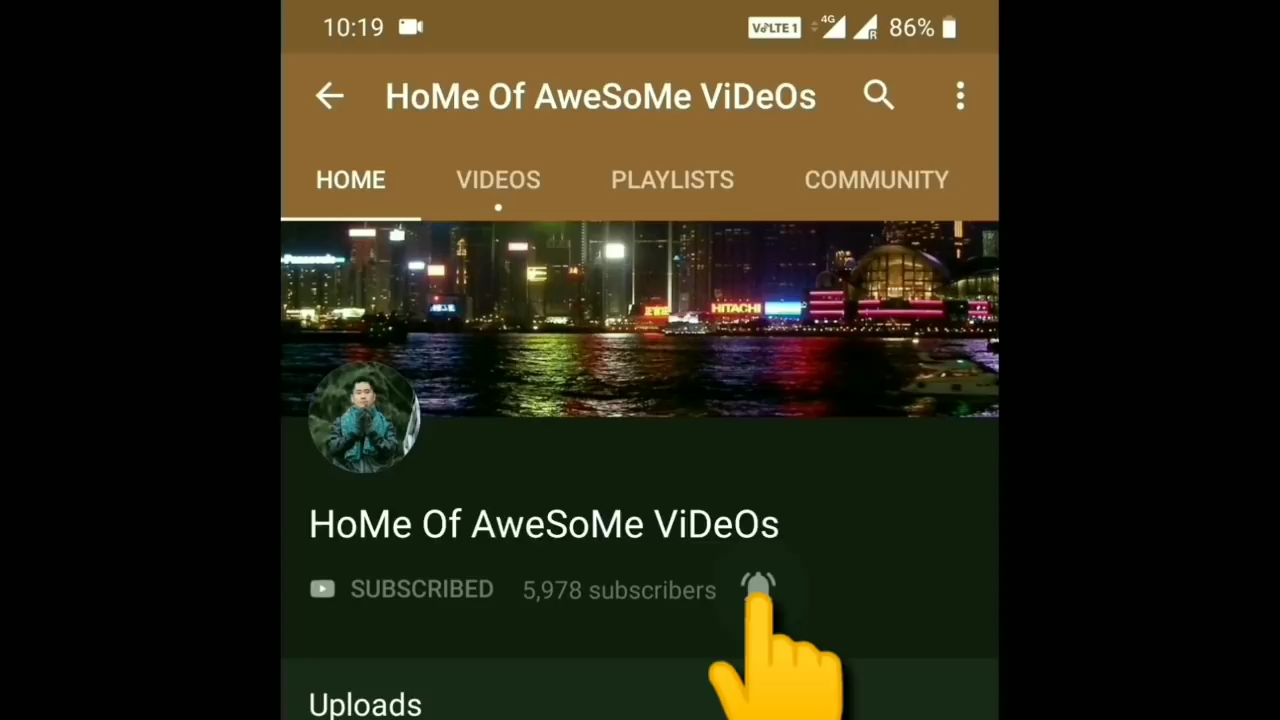 10:19 VoLTE 1 4G R 86%
HoMe Of AweSoMe ViDeOs
HOME VIDEOS PLAYLISTS COMMUNITY
Panasonic
HITACHI
HoMe Of AweSoMe ViDeOs
SUBSCRIBED 5,978 subscribers
Uploads